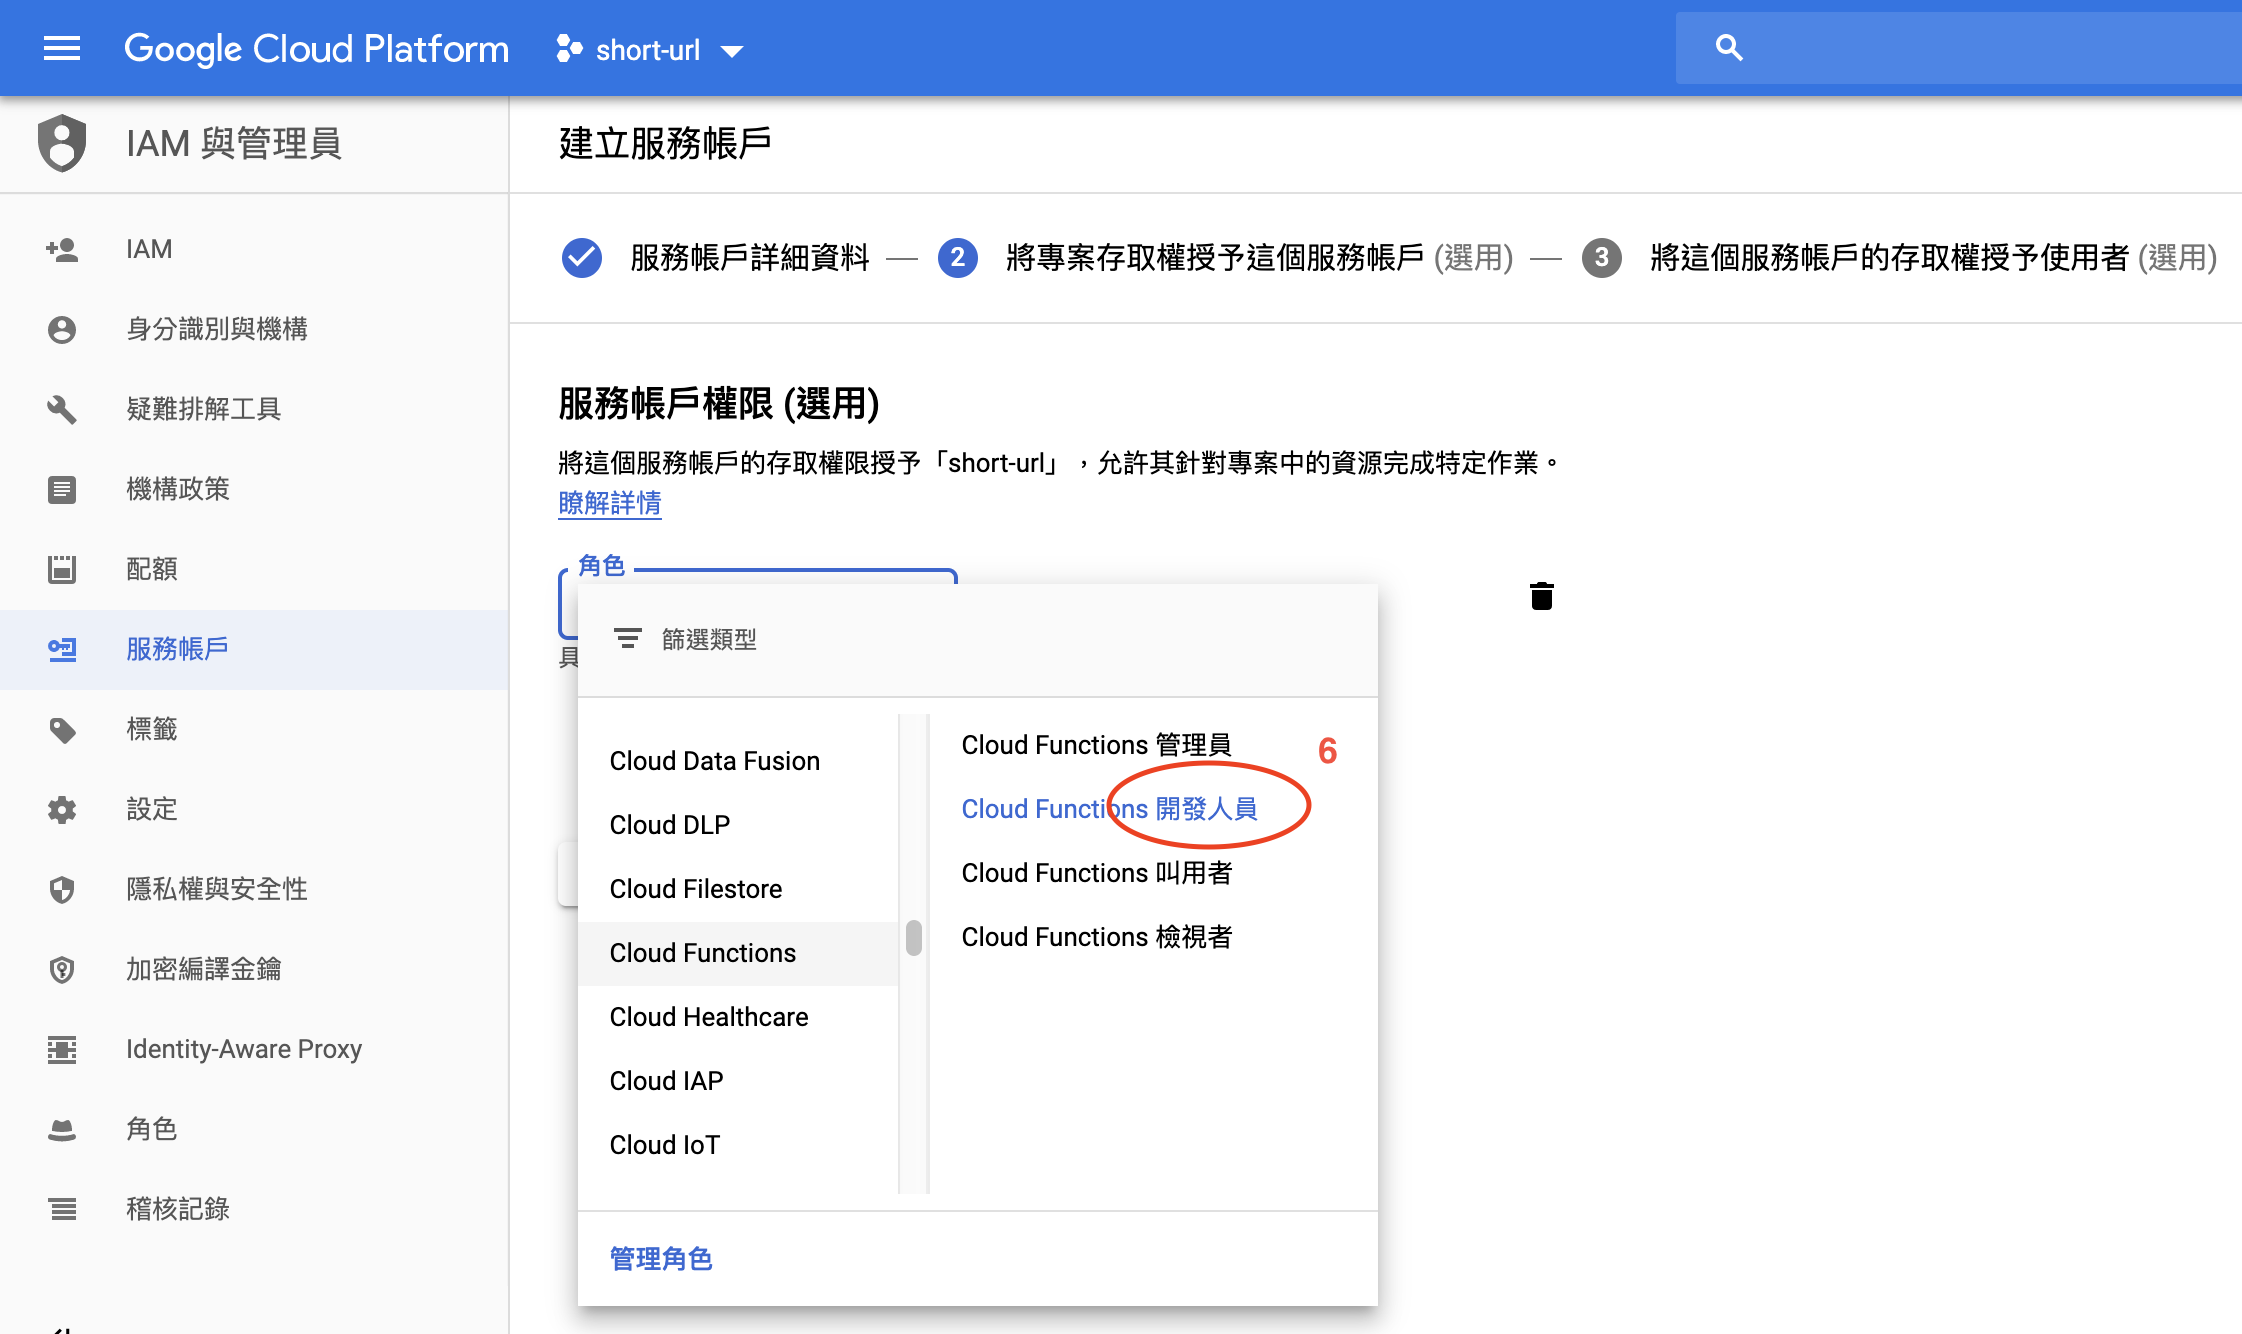 Google Cloud Platform short-url
IAM 與管理員
建立服務帳戶
IAM
身分識別與機構
疑難排解工具
機構政策
配額
服務帳戶
標籤
設定
隱私權與安全性
加密編譯金鑰
Identity-Aware Proxy
角色
稽核記錄
服務帳戶詳細資料 — 2 將專案存取權授予這個服務帳戶 (選用) — 3 將這個服務帳戶的存取權授予使用者 (選用)
服務帳戶權限 (選用)
將這個服務帳戶的存取權限授予「short-url」，允許其針對專案中的資源完成特定作業。
瞭解詳情
角色
具
篩選類型
Cloud Data Fusion
Cloud DLP
Cloud Filestore
Cloud Functions
Cloud Healthcare
Cloud IAP
Cloud IoT
Cloud Functions 管理員
6
Cloud Functions 開發人員
Cloud Functions 叫用者
Cloud Functions 檢視者
管理角色